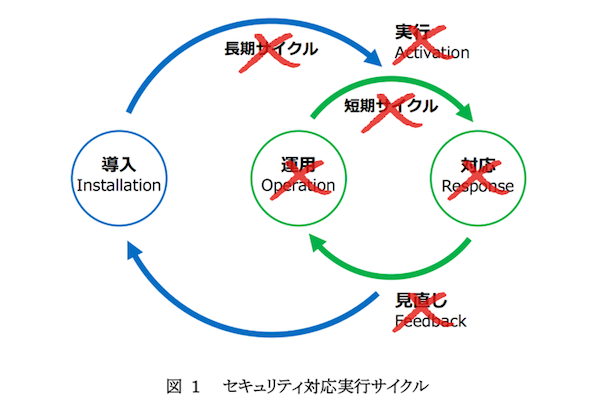 実行
Activation
長期サイクル
短期サイクル
導入
Installation
運用
Operation
対応
Response
見直し
Feedback
図 1 セキュリティ対応実行サイクル